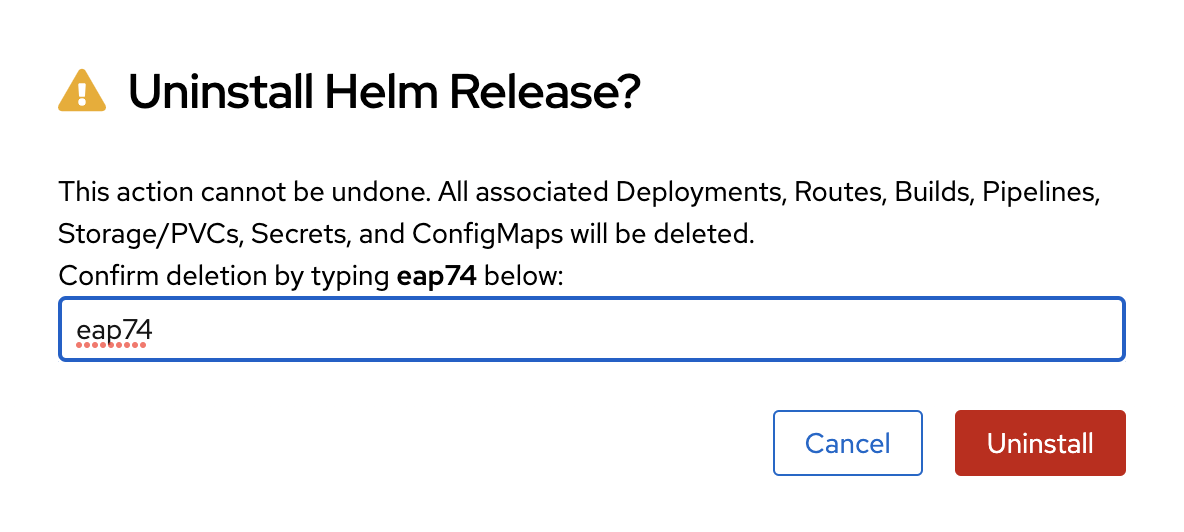 Uninstall Helm Release?
This action cannot be undone. All associated Deployments, Routes, Builds, Pipelines,
Storage/PVCs, Secrets, and ConfigMaps will be deleted.
Confirm deletion by typing eap74 below:
eap74
Cancel
Uninstall